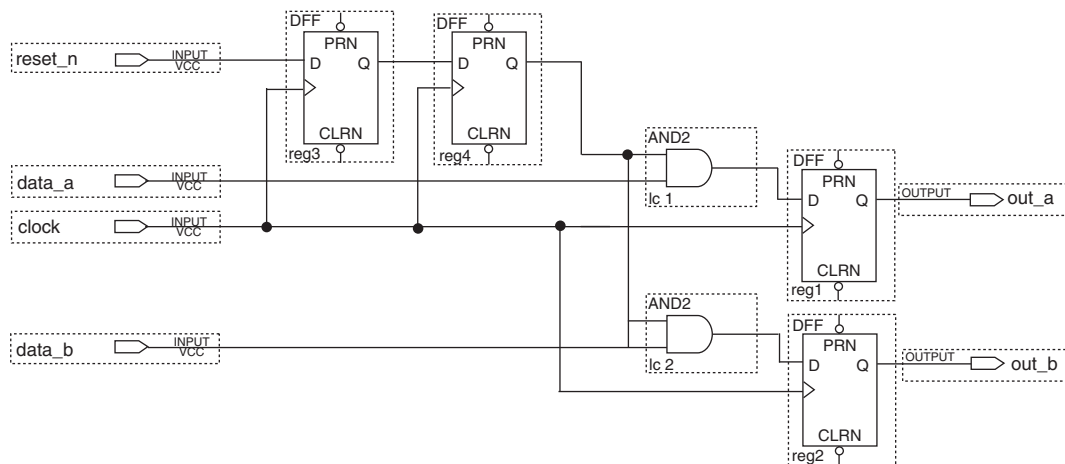 DFF
DFF
reset_n
INPUT
VCC
PRN
D Q
CLRN
reg3
PRN
D Q
CLRN
reg4
AND2
lc 1
data_a
INPUT
VCC
DFF
PRN
D Q
CLRN
reg1
OUTPUT
out_a
clock
INPUT
VCC
AND2
lc 2
data_b
INPUT
VCC
DFF
PRN
D Q
CLRN
reg2
OUTPUT
out_b